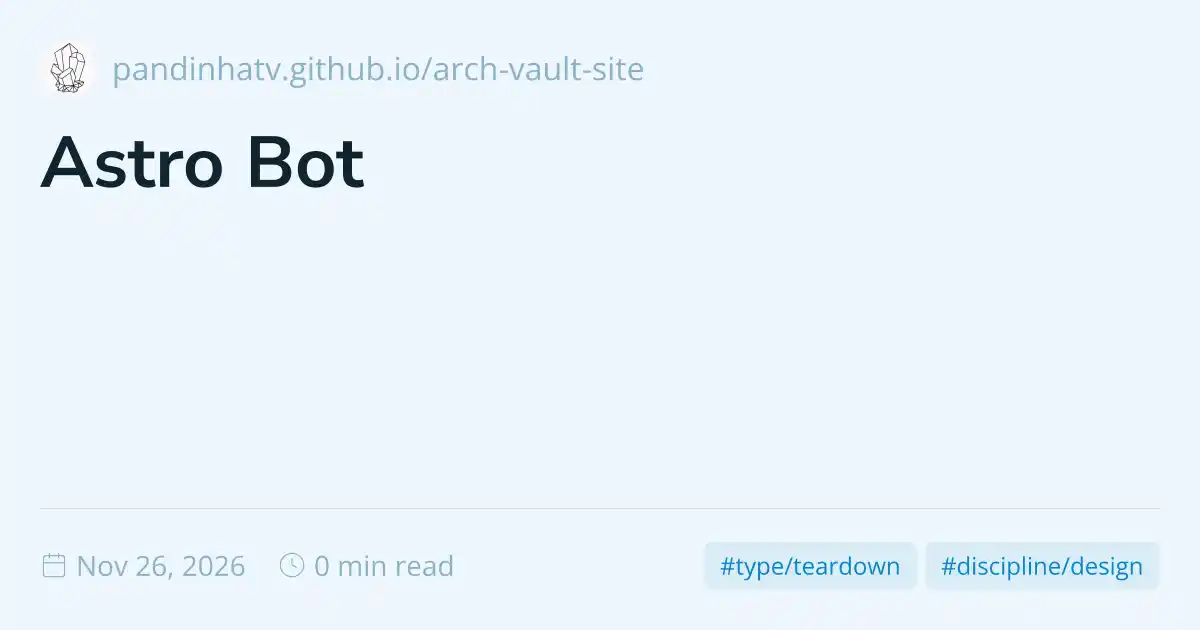 pandinhatv.github.io/arch-vault-site
Astro Bot
Nov 26, 2026 0 min read #type/teardown #discipline/design